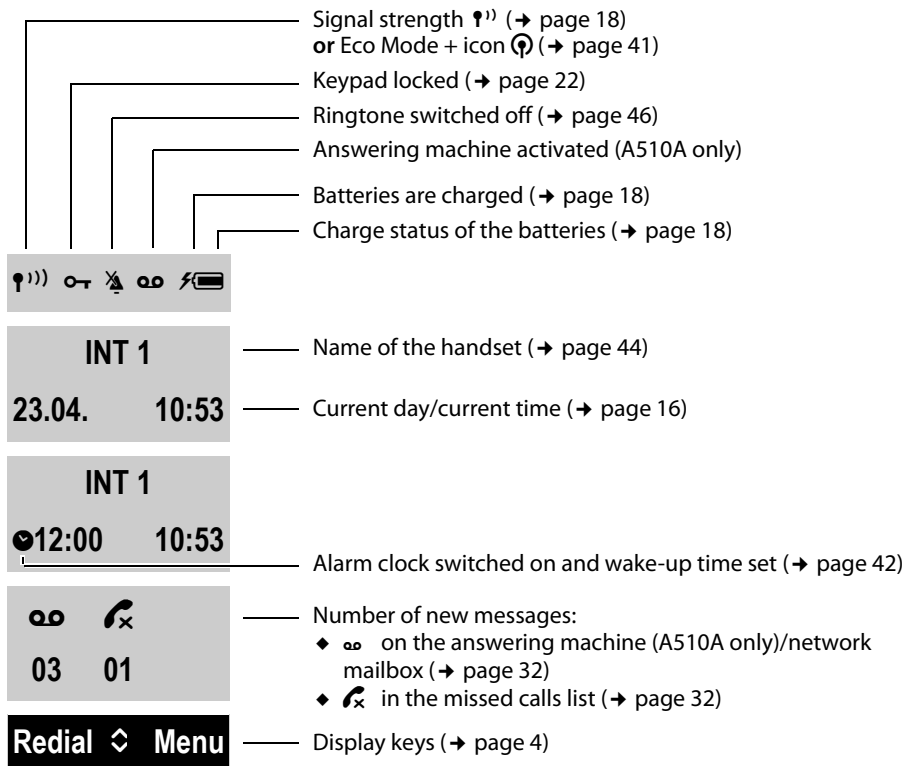 Signal strength (➔ page 18)
or Eco Mode + icon (➔ page 41)
Keypad locked (➔ page 22)
Ringtone switched off (➔ page 46)
Answering machine activated (A510A only)
Batteries are charged (➔ page 18)
Charge status of the batteries (➔ page 18)
INT 1
Name of the handset (➔ page 44)
23.04. 10:53
Current day/current time (➔ page 16)
INT 1
12:00 10:53
Alarm clock switched on and wake-up time set (➔ page 42)
Number of new messages:
◆ on the answering machine (A510A only)/network
mailbox (➔ page 32)
◆ in the missed calls list (➔ page 32)
03 01
Redial Menu
Display keys (➔ page 4)